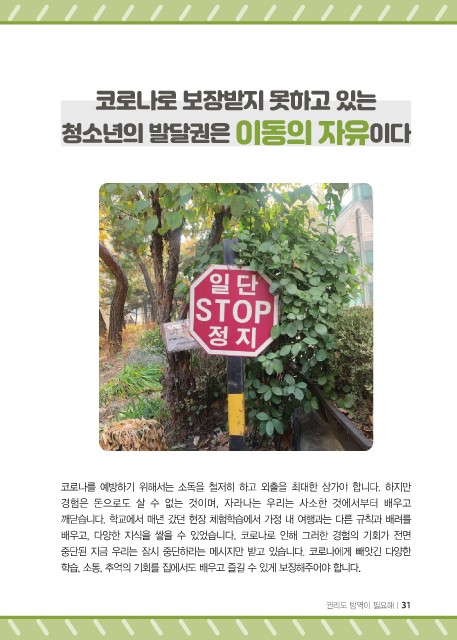 코로나로 보장받지 못하고 있는
청소년의 발달권은 이동의 자유이다
일단
STOP
정지
코로나를 예방하기 위해서는 소독을 철저히 하고 외출을 최대한 삼가야 합니다. 하지만
경험은 돈으로도 살 수 없는 것이며, 자라나는 우리는 사소한 것에서부터 배우고
깨닫습니다. 학교에서 매년 갔던 현장 체험학습에서 가정 내 여행과는 다른 규칙과 배려를
배우고, 다양한 지식을 쌓을 수 있었습니다. 코로나로 인해 그러한 경험의 기회가 전면
중단된 지금 우리는 잠시 중단하라는 메시지만 받고 있습니다. 코로나에게 빼앗긴 다양한
학습, 소통, 추억의 기회를 집에서도 배우고 즐길 수 있게 보장해주어야 합니다.
권리도 방역이 필요해 | 31